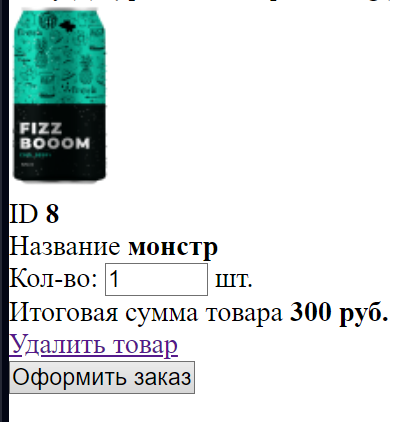 FIZZ
BOOOM
ID 8
Название монстр
Кол-во: 1 шт.
Итоговая сумма товара 300 руб.
Удалить товар
Оформить заказ